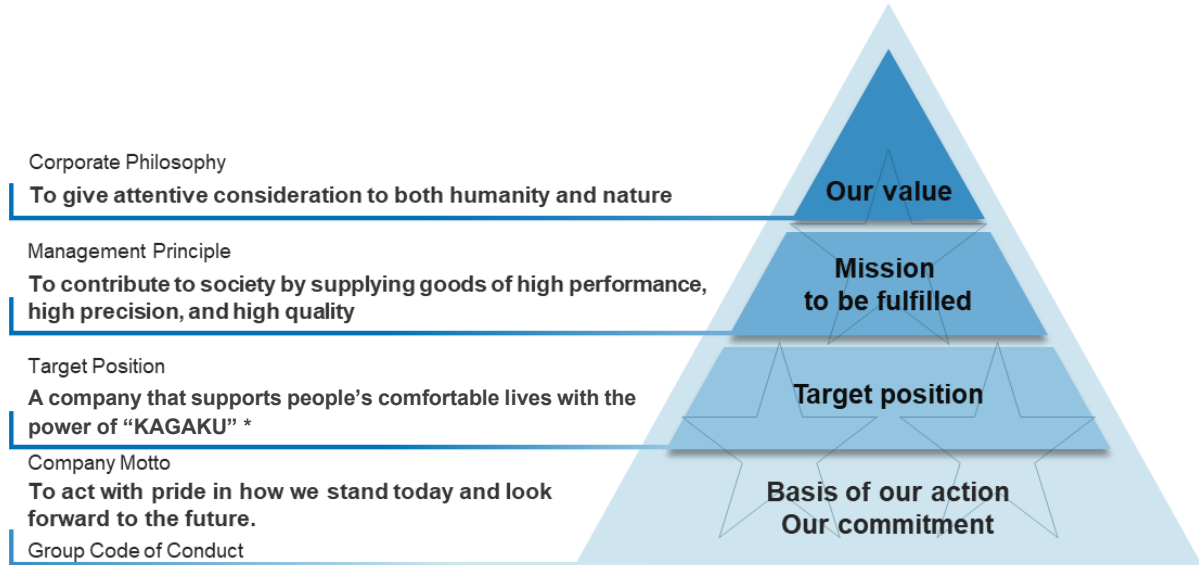 Corporate Philosophy
To give attentive consideration to both humanity and nature
Our value
Management Principle
To contribute to society by supplying goods of high performance,
high precision, and high quality
Mission
to be fulfilled
Target Position
A company that supports people’s comfortable lives with the
power of “KAGAKU” *
Target position
Company Motto
To act with pride in how we stand today and look
forward to the future.
Group Code of Conduct
Basis of our action
Our commitment